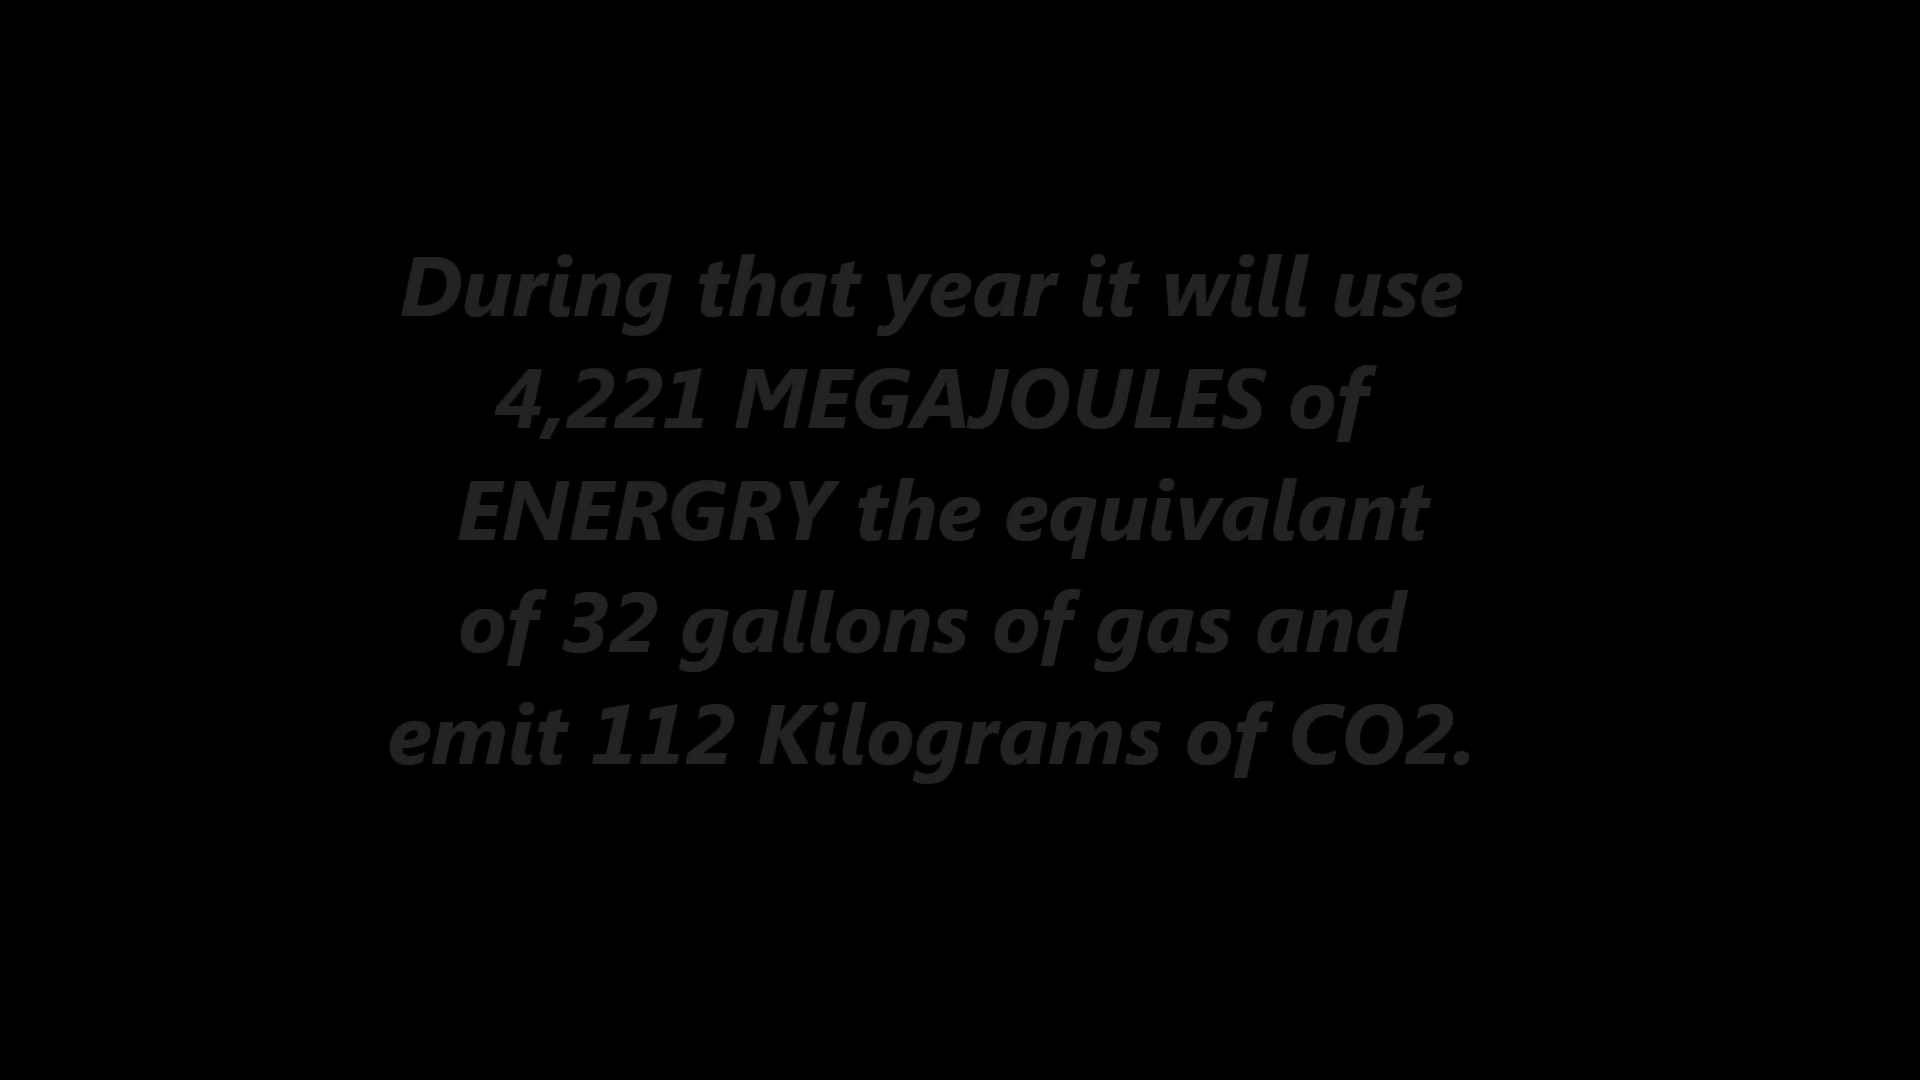 During that year it will use
4,221 MEGAJOULES of
ENERGRY the equivalant
of 32 gallons of gas and
emit 112 Kilograms of CO2.